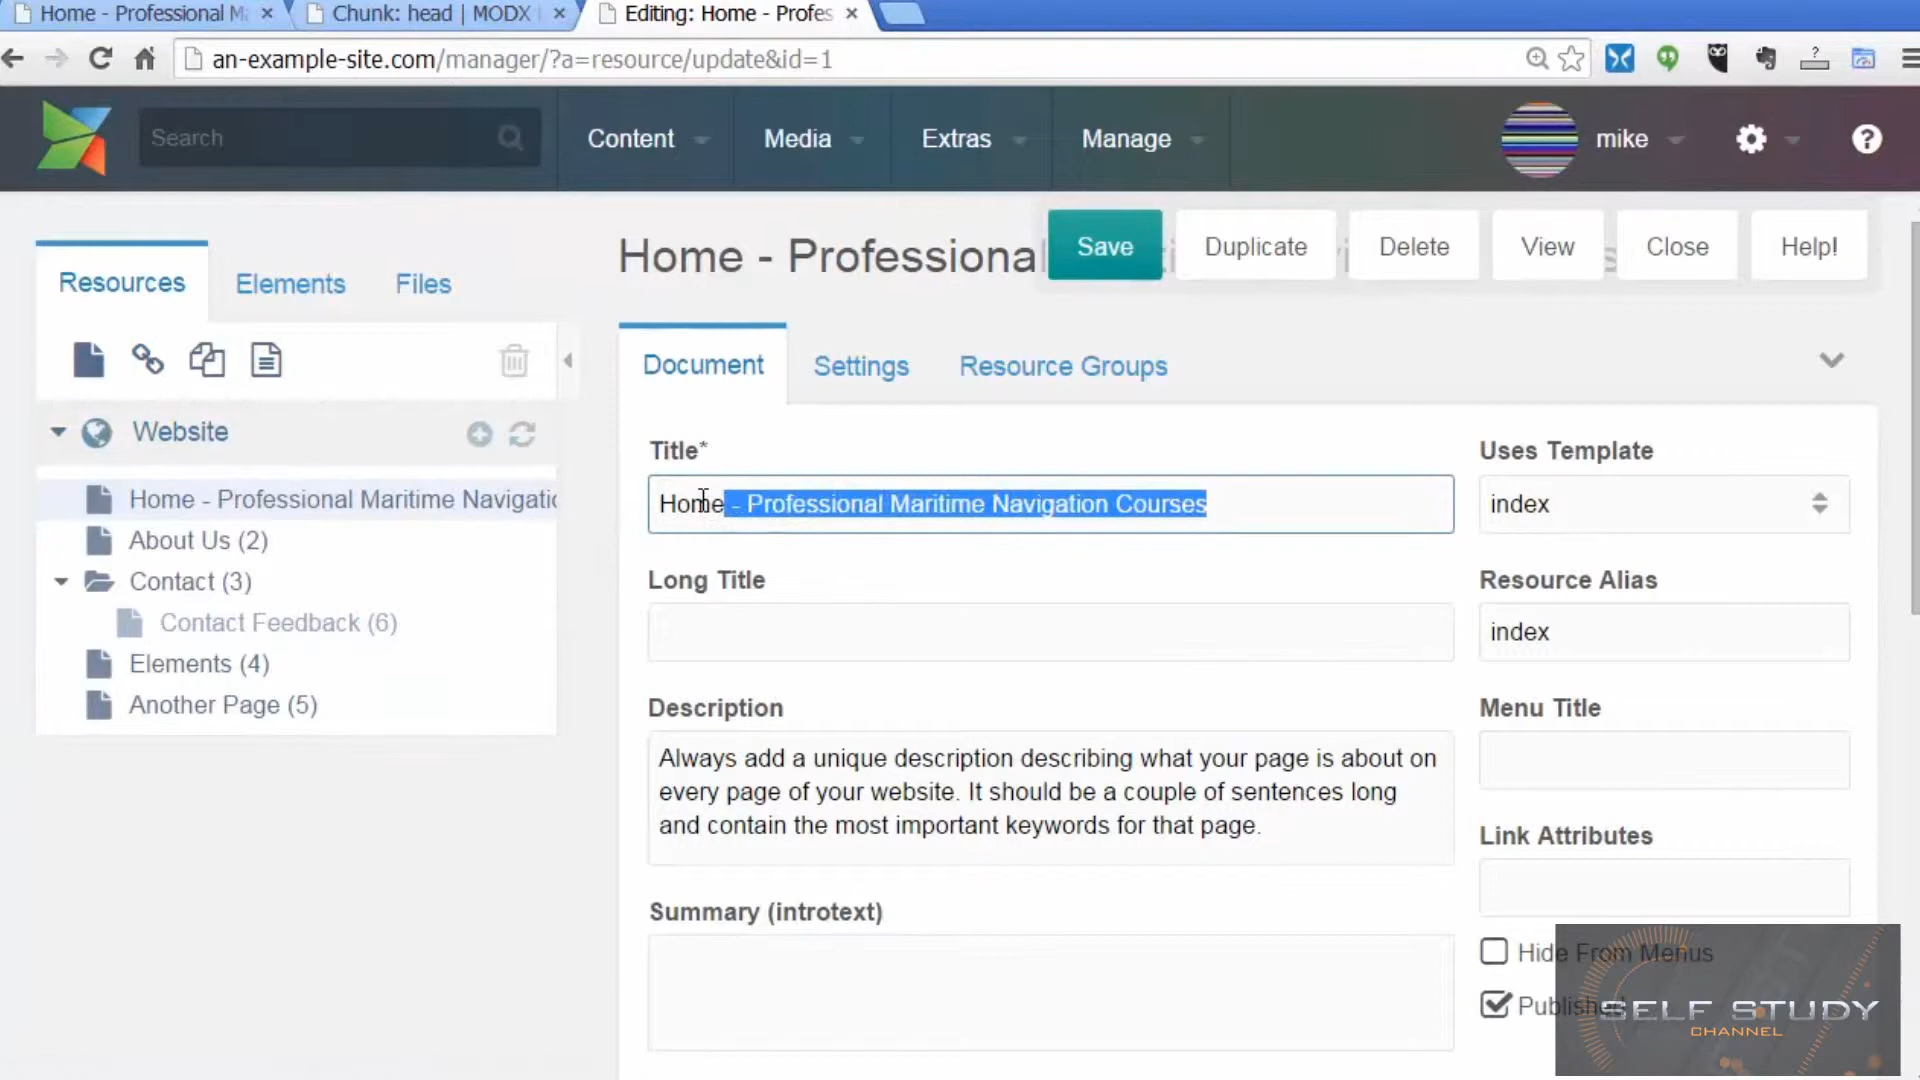 Home - Professional M
Chunk: head | MODX
Editing: Home - Profes
an-example-site.com/manager/?a=resource/update&id=1
Search
Content
Media
Extras
Manage
mike
Resources
Elements
Files
Home - Professiona
Save
Duplicate
Delete
View
Close
Help!
Document
Settings
Resource Groups
Website
Home - Professional Maritime Navigatio
About Us (2)
Contact (3)
Contact Feedback (6)
Elements (4)
Another Page (5)
Title*
Home - Professional Maritime Navigation Courses
Uses Template
index
Long Title
Resource Alias
index
Description
Always add a unique description describing what your page is about on
every page of your website. It should be a couple of sentences long
and contain the most important keywords for that page.
Menu Title
Link Attributes
Summary (introtext)
Hide From Menus
Published
SELF STUDY
CHANNEL